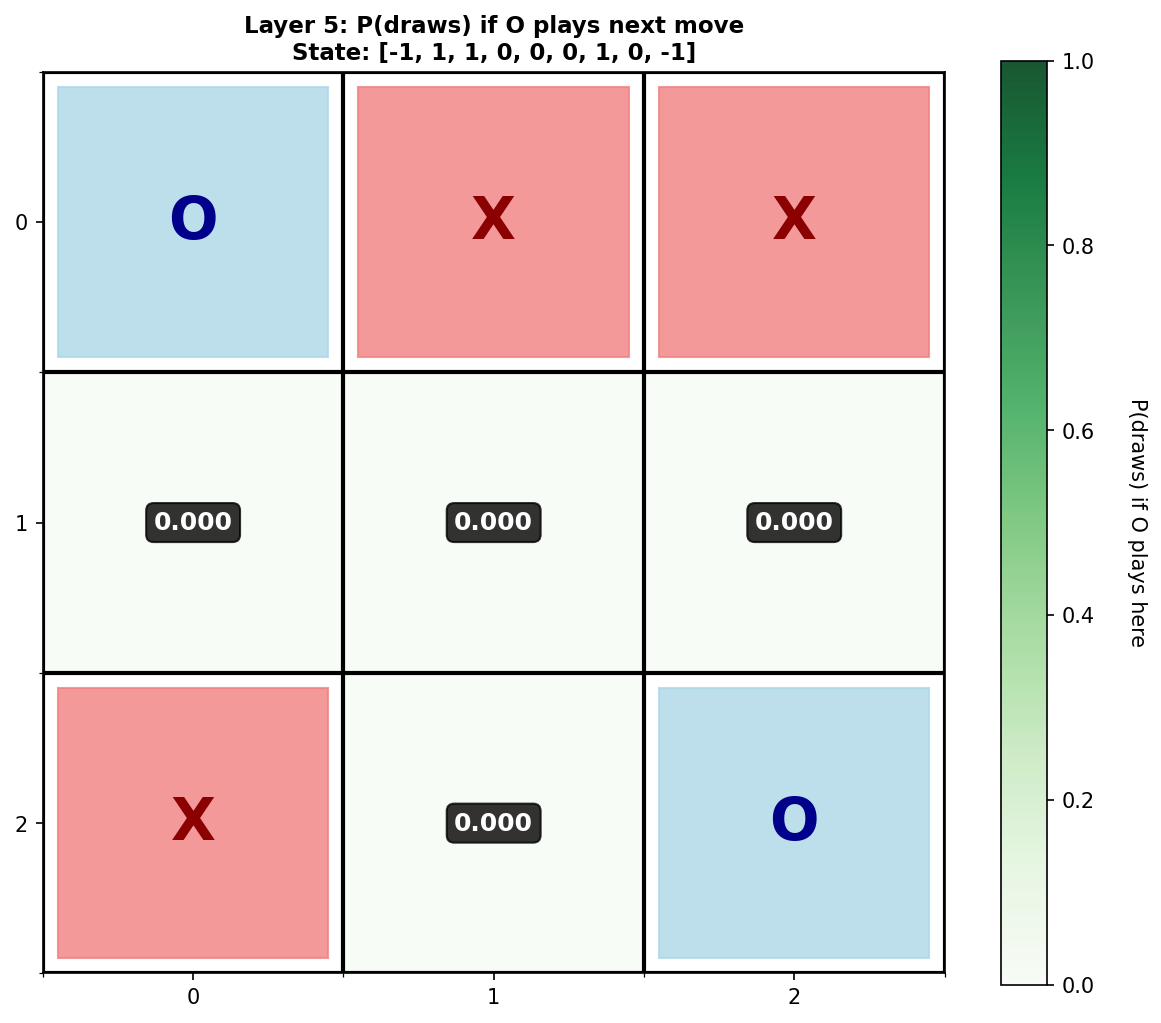 Layer 5: P(draws) if O plays next move
State: [-1, 1, 1, 0, 0, 0, 1, 0, -1]
0
O
X
X
1
0.000
0.000
0.000
2
X
0.000
O
0
1
2
1.0
0.8
0.6
0.4
0.2
0.0
P(draws) if O plays here